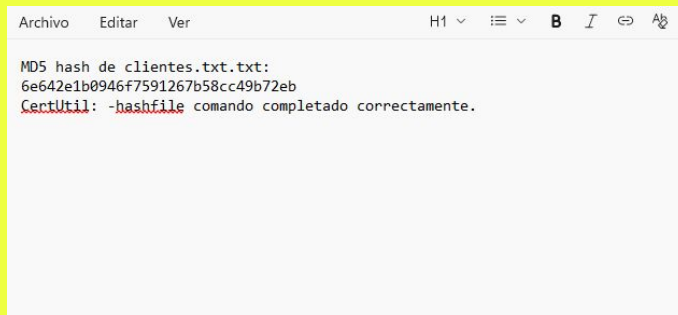 Archivo Editar Ver H1 B I
MD5 hash de clientes.txt.txt:
6e642e1b0946f7591267b58cc49b72eb
CertUtil: -hashfile comando completado correctamente.